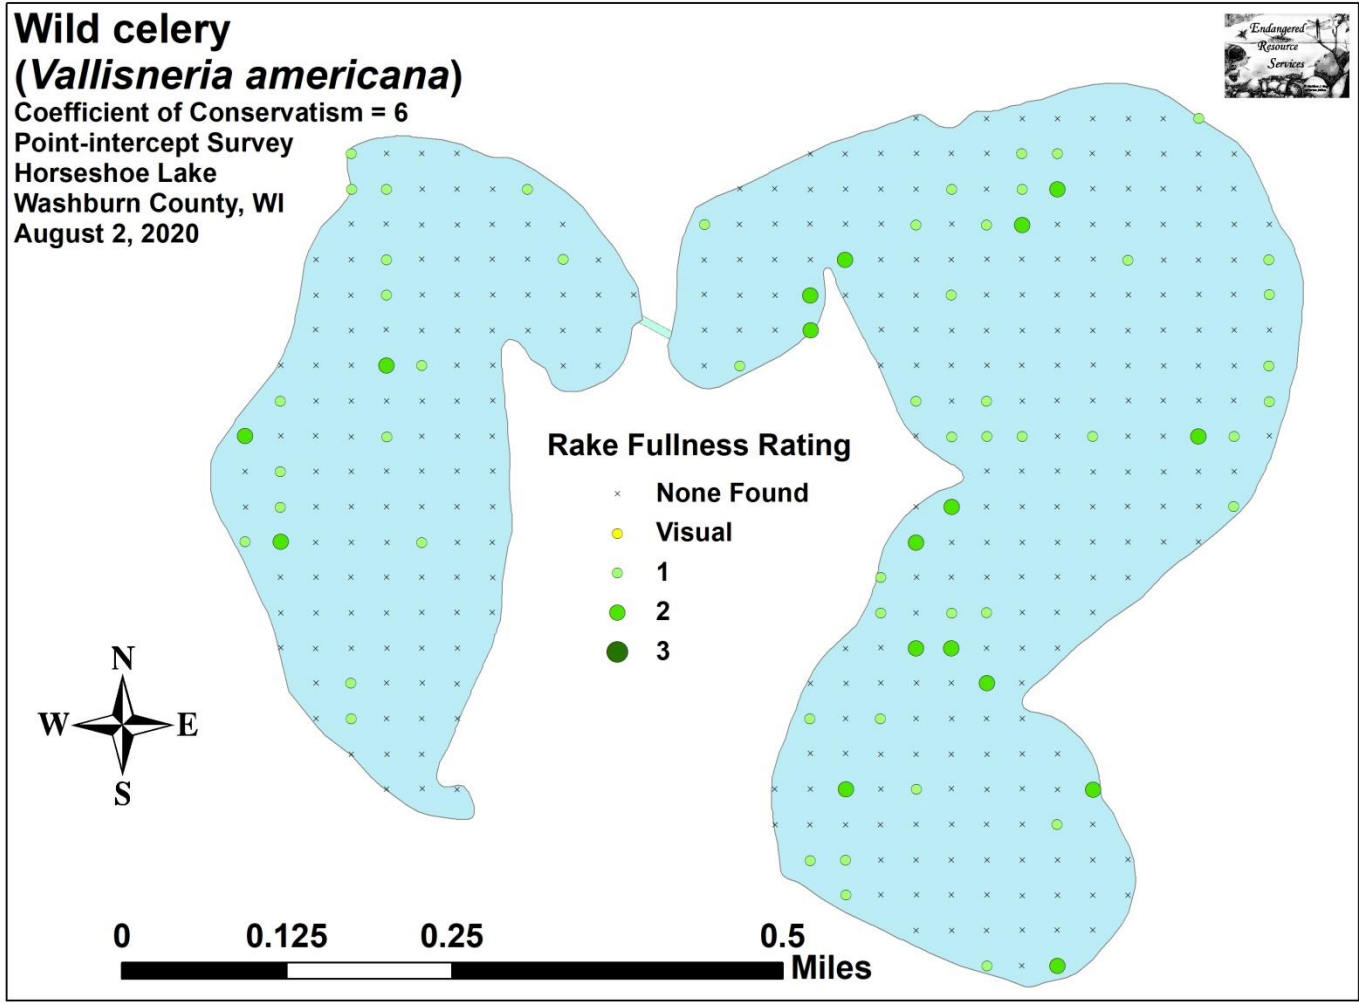 Wild celery
(Vallisneria americana)
Coefficient of Conservatism = 6
Point-intercept Survey
Horseshoe Lake
Washburn County, WI
August 2, 2020
Endangered
Resource
Services
Rake Fullness Rating
None Found
Visual
1
2
3
N
W E
S
0 0.125 0.25 0.5
Miles